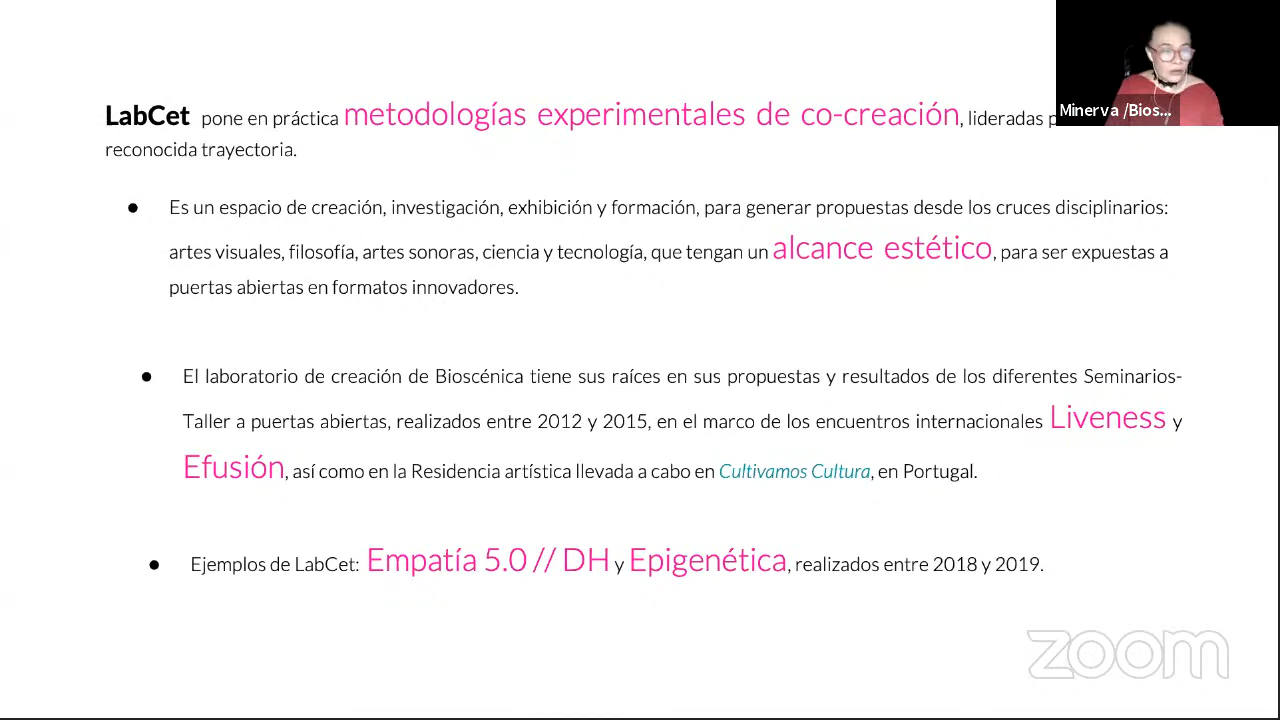 LabCet pone en práctica metodologías experimentales de co-creación, lideradas
reconocida trayectoria.
Minerva /Bios...
● Es un espacio de creación, investigación, exhibición y formación, para generar propuestas desde los cruces disciplinarios:
artes visuales, filosofía, artes sonoras, ciencia y tecnología, que tengan un alcance estético, para ser expuestas a
puertas abiertas en formatos innovadores.
● El laboratorio de creación de Bioscénica tiene sus raíces en sus propuestas y resultados de los diferentes Seminarios-
Taller a puertas abiertas, realizados entre 2012 y 2015, en el marco de los encuentros internacionales Liveness y
Efusión, así como en la Residencia artística llevada a cabo en Cultivamos Cultura, en Portugal.
● Ejemplos de LabCet: Empatía 5.0 // DH y Epigenética, realizados entre 2018 y 2019.
zoom